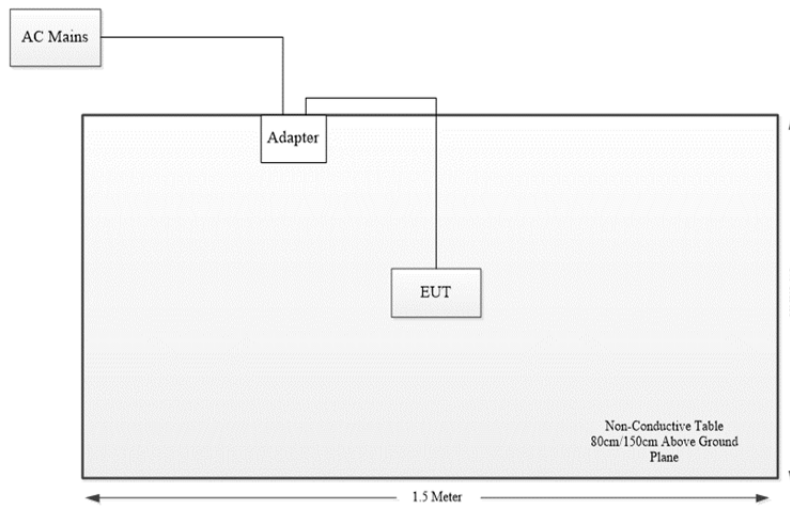 AC Mains
Adapter
EUT
Non-Conductive Table
80cm/150cm Above Ground
Plane
1.5 Meter